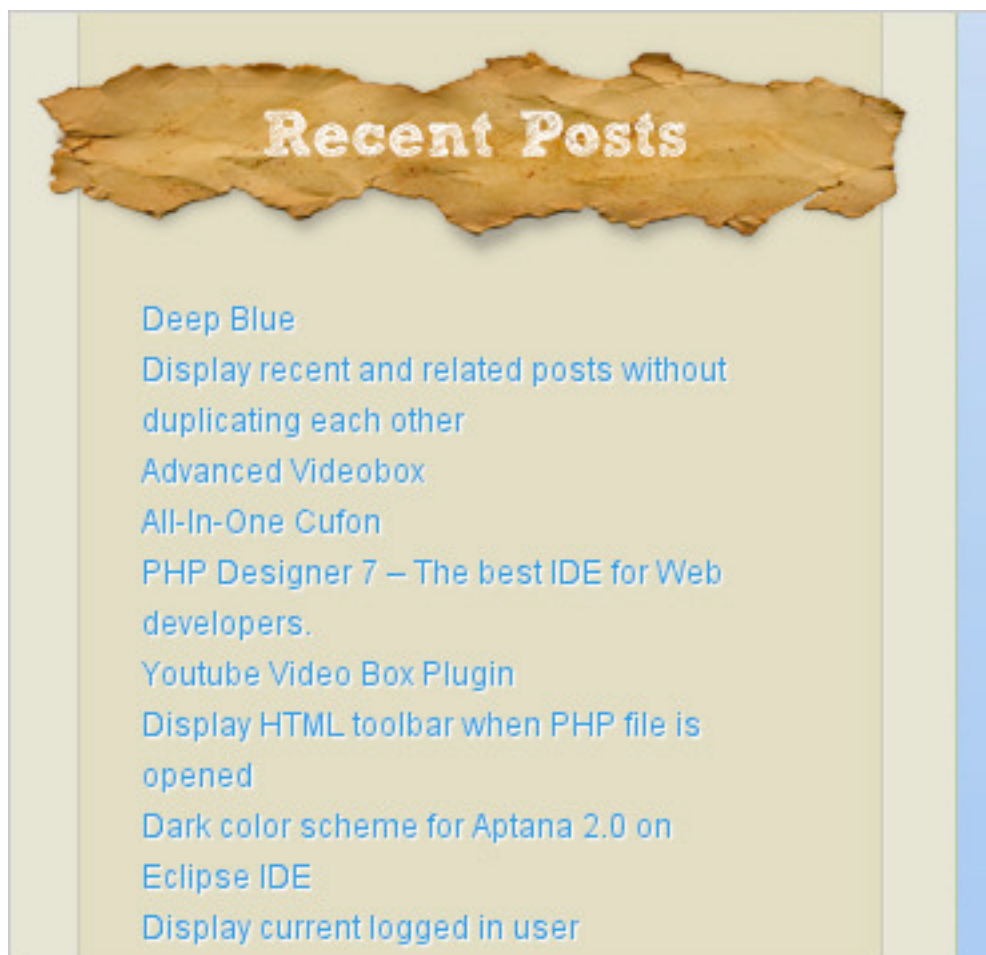 Recent Posts
Deep Blue
Display recent and related posts without
duplicating each other
Advanced Videobox
All-In-One Cufon
PHP Designer 7 – The best IDE for Web
developers.
Youtube Video Box Plugin
Display HTML toolbar when PHP file is
opened
Dark color scheme for Aptana 2.0 on
Eclipse IDE
Display current logged in user